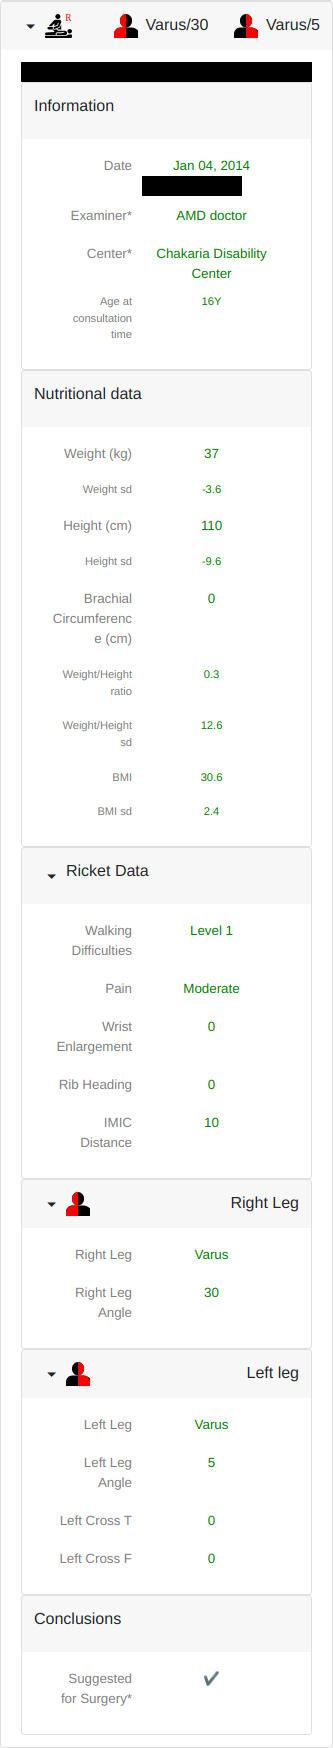 R Varus/30 Varus/5
Information
Date Jan 04, 2014
Examiner* AMD doctor
Center* Chakaria Disability
Center
Age at 16Y
consultation
time
Nutritional data
Weight (kg) 37
Weight sd -3.6
Height (cm) 110
Height sd -9.6
Brachial 0
Circumferenc
e (cm)
Weight/Height 0.3
ratio
Weight/Height 12.6
sd
BMI 30.6
BMI sd 2.4
Ricket Data
Walking Level 1
Difficulties
Pain Moderate
Wrist 0
Enlargement
Rib Heading 0
IMIC 10
Distance
Right Leg
Right Leg Varus
Right Leg 30
Angle
Left leg
Left Leg Varus
Left Leg 5
Angle
Left Cross T 0
Left Cross F 0
Conclusions
Suggested ✔
for Surgery*